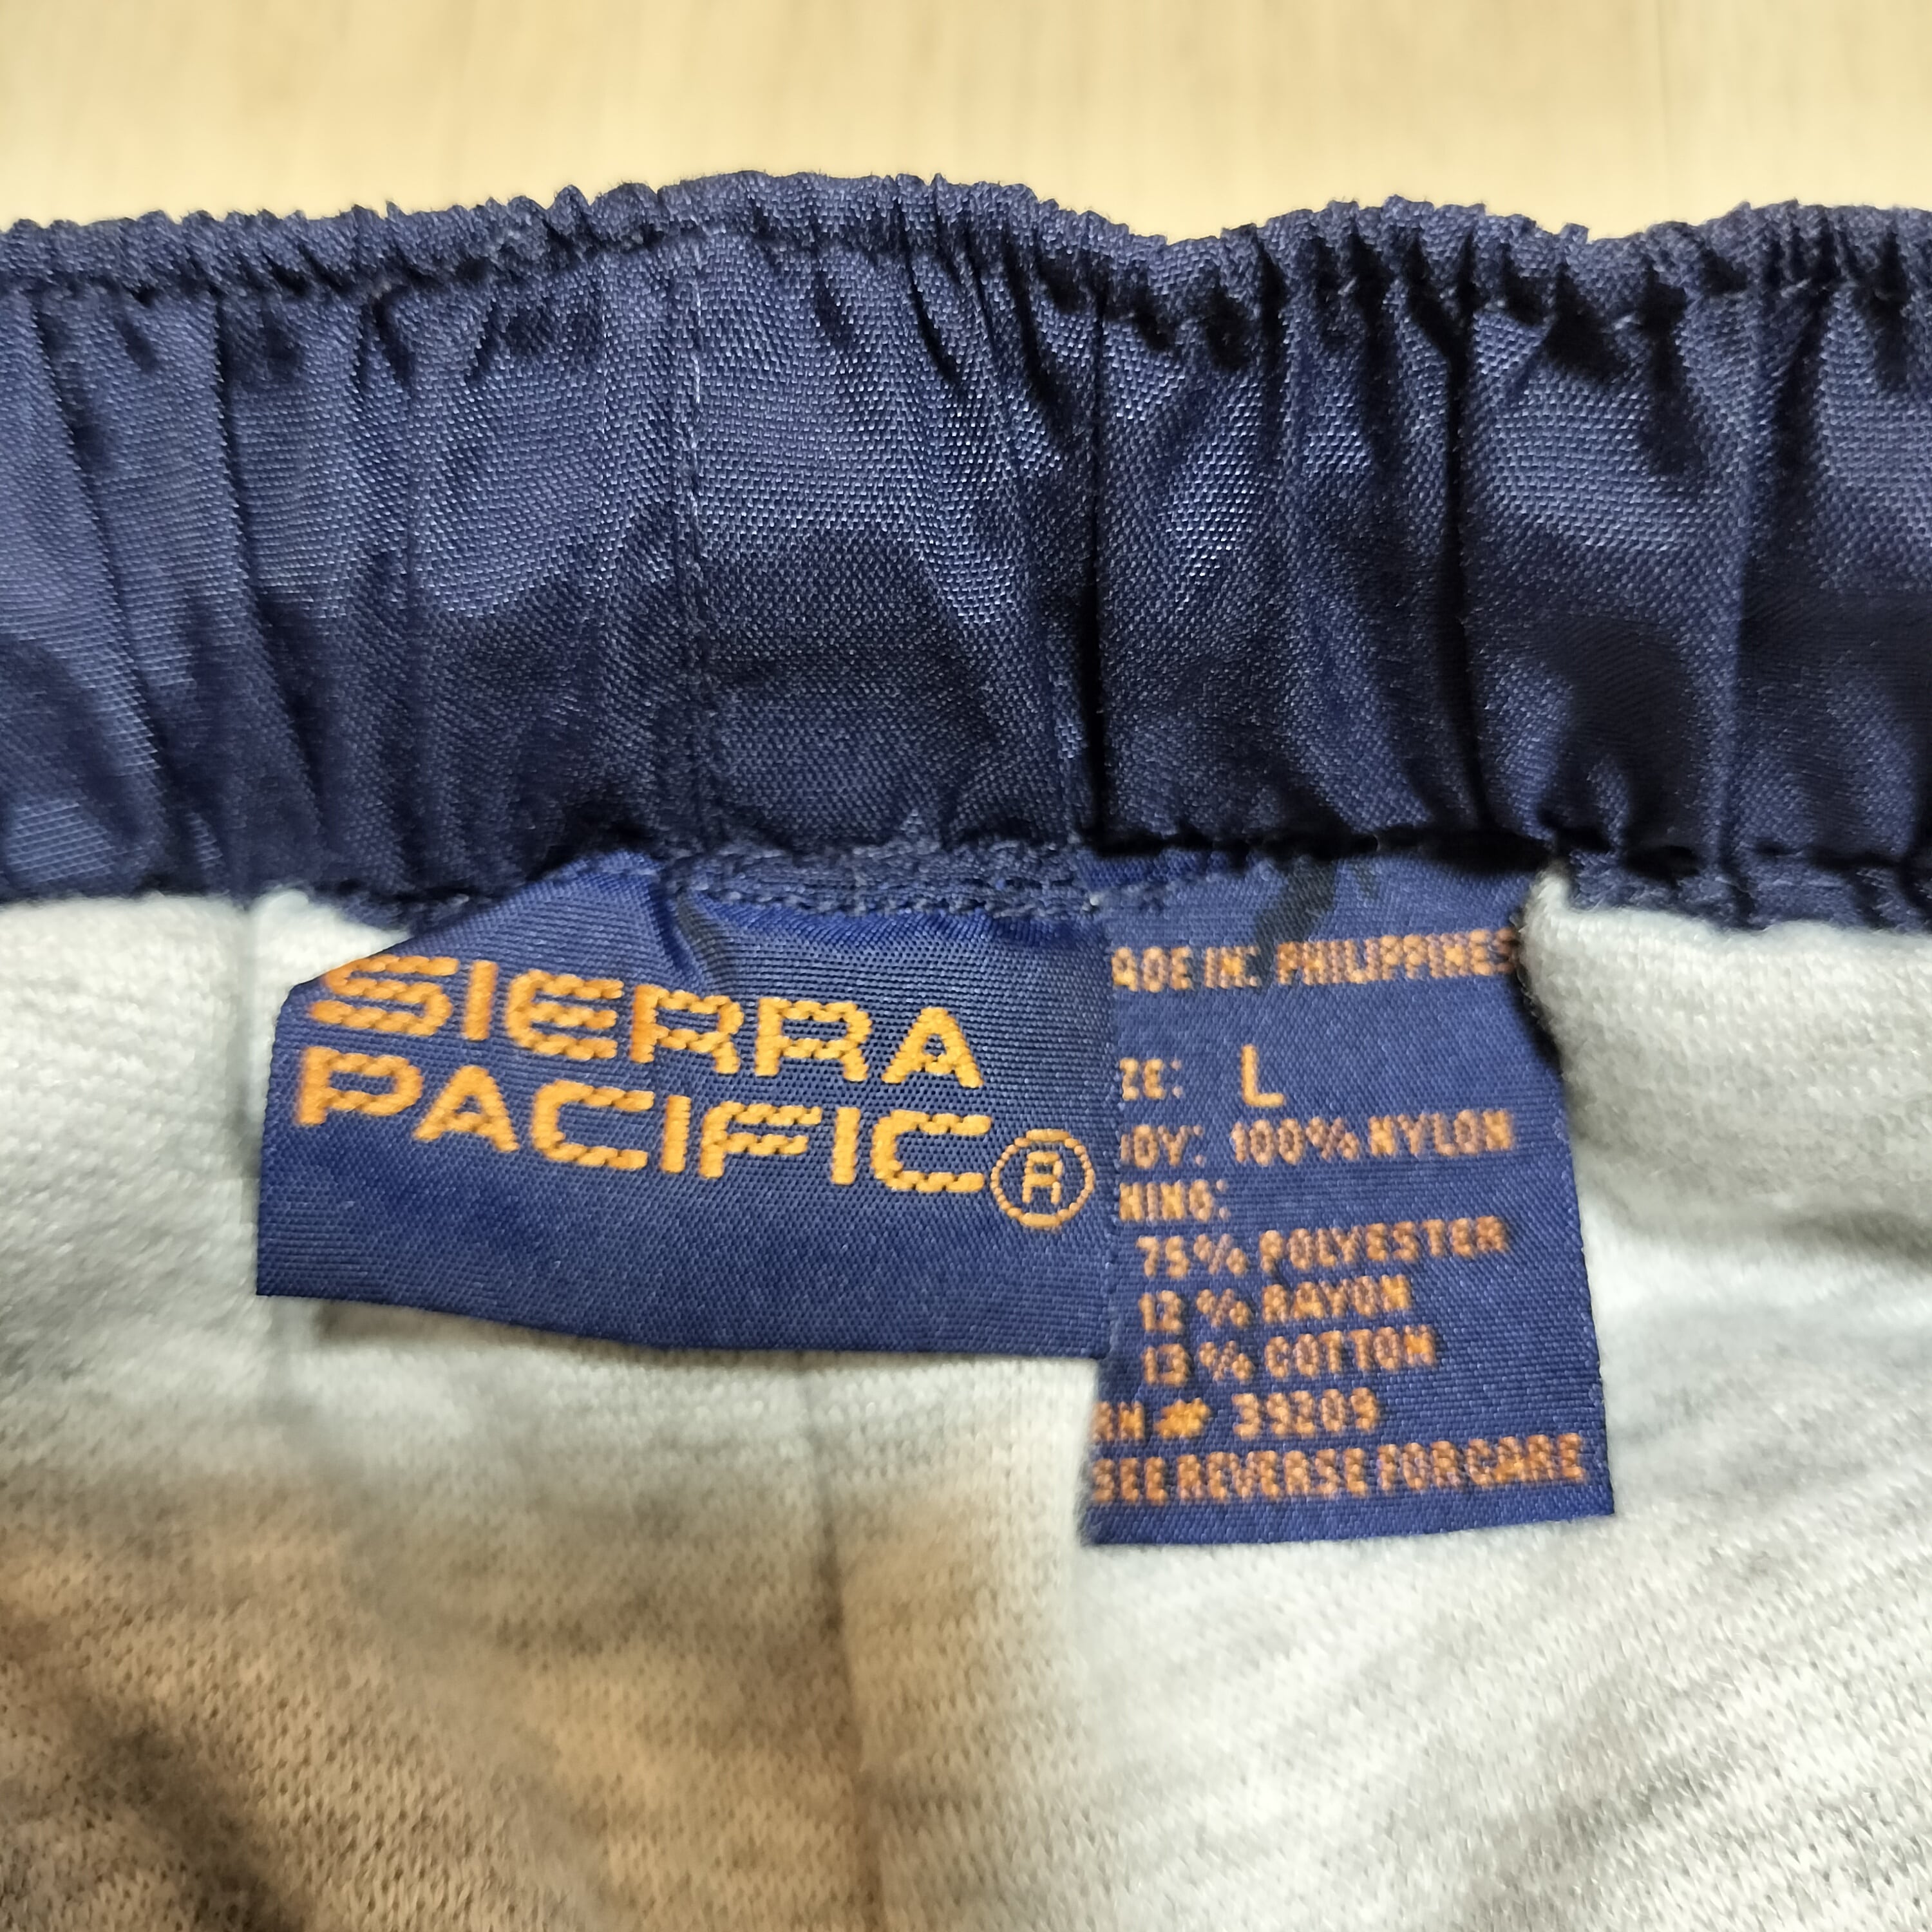 SIERRA
PACIFIC®
ADE IN: PHILIPPINES
ZE: L
DY: 100% NYLON
NING:
75% POLYESTER
12% RAYON
13% COTTON
RN # 39209
SEE REVERSE FOR CARE